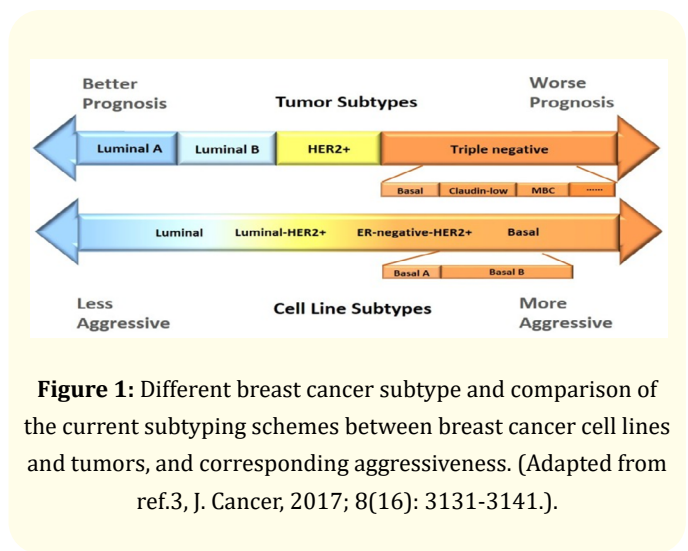 Better Prognosis
Tumor Subtypes
Worse Prognosis
Luminal A
Luminal B
HER2+
Triple negative
Basal
Claudin-low
MBC
......
Luminal
Luminal-HER2+
ER-negative-HER2+
Basal
Basal A
Basal B
Less Aggressive
Cell Line Subtypes
More Aggressive
Figure 1: Different breast cancer subtype and comparison of
the current subtyping schemes between breast cancer cell lines
and tumors, and corresponding aggressiveness. (Adapted from
ref.3, J. Cancer, 2017; 8(16): 3131-3141.).